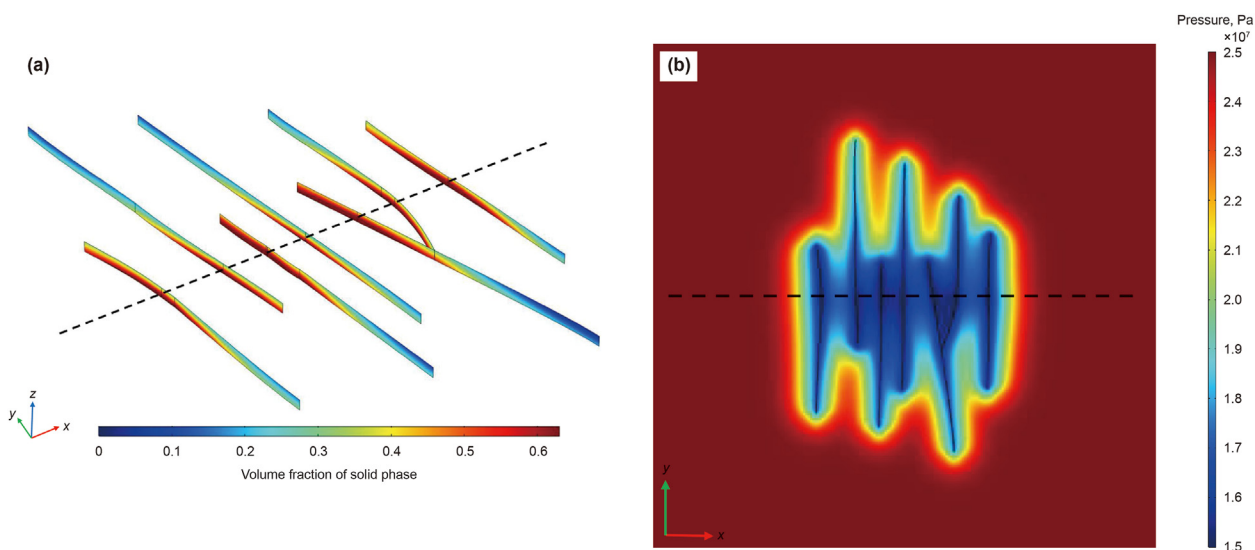 (a)
z
y
x
0 0.1 0.2 0.3 0.4 0.5 0.6
Volume fraction of solid phase
(b)
y
x
Pressure, Pa
×10⁷
2.5
2.4
2.3
2.2
2.1
2.0
1.9
1.8
1.7
1.6
1.5